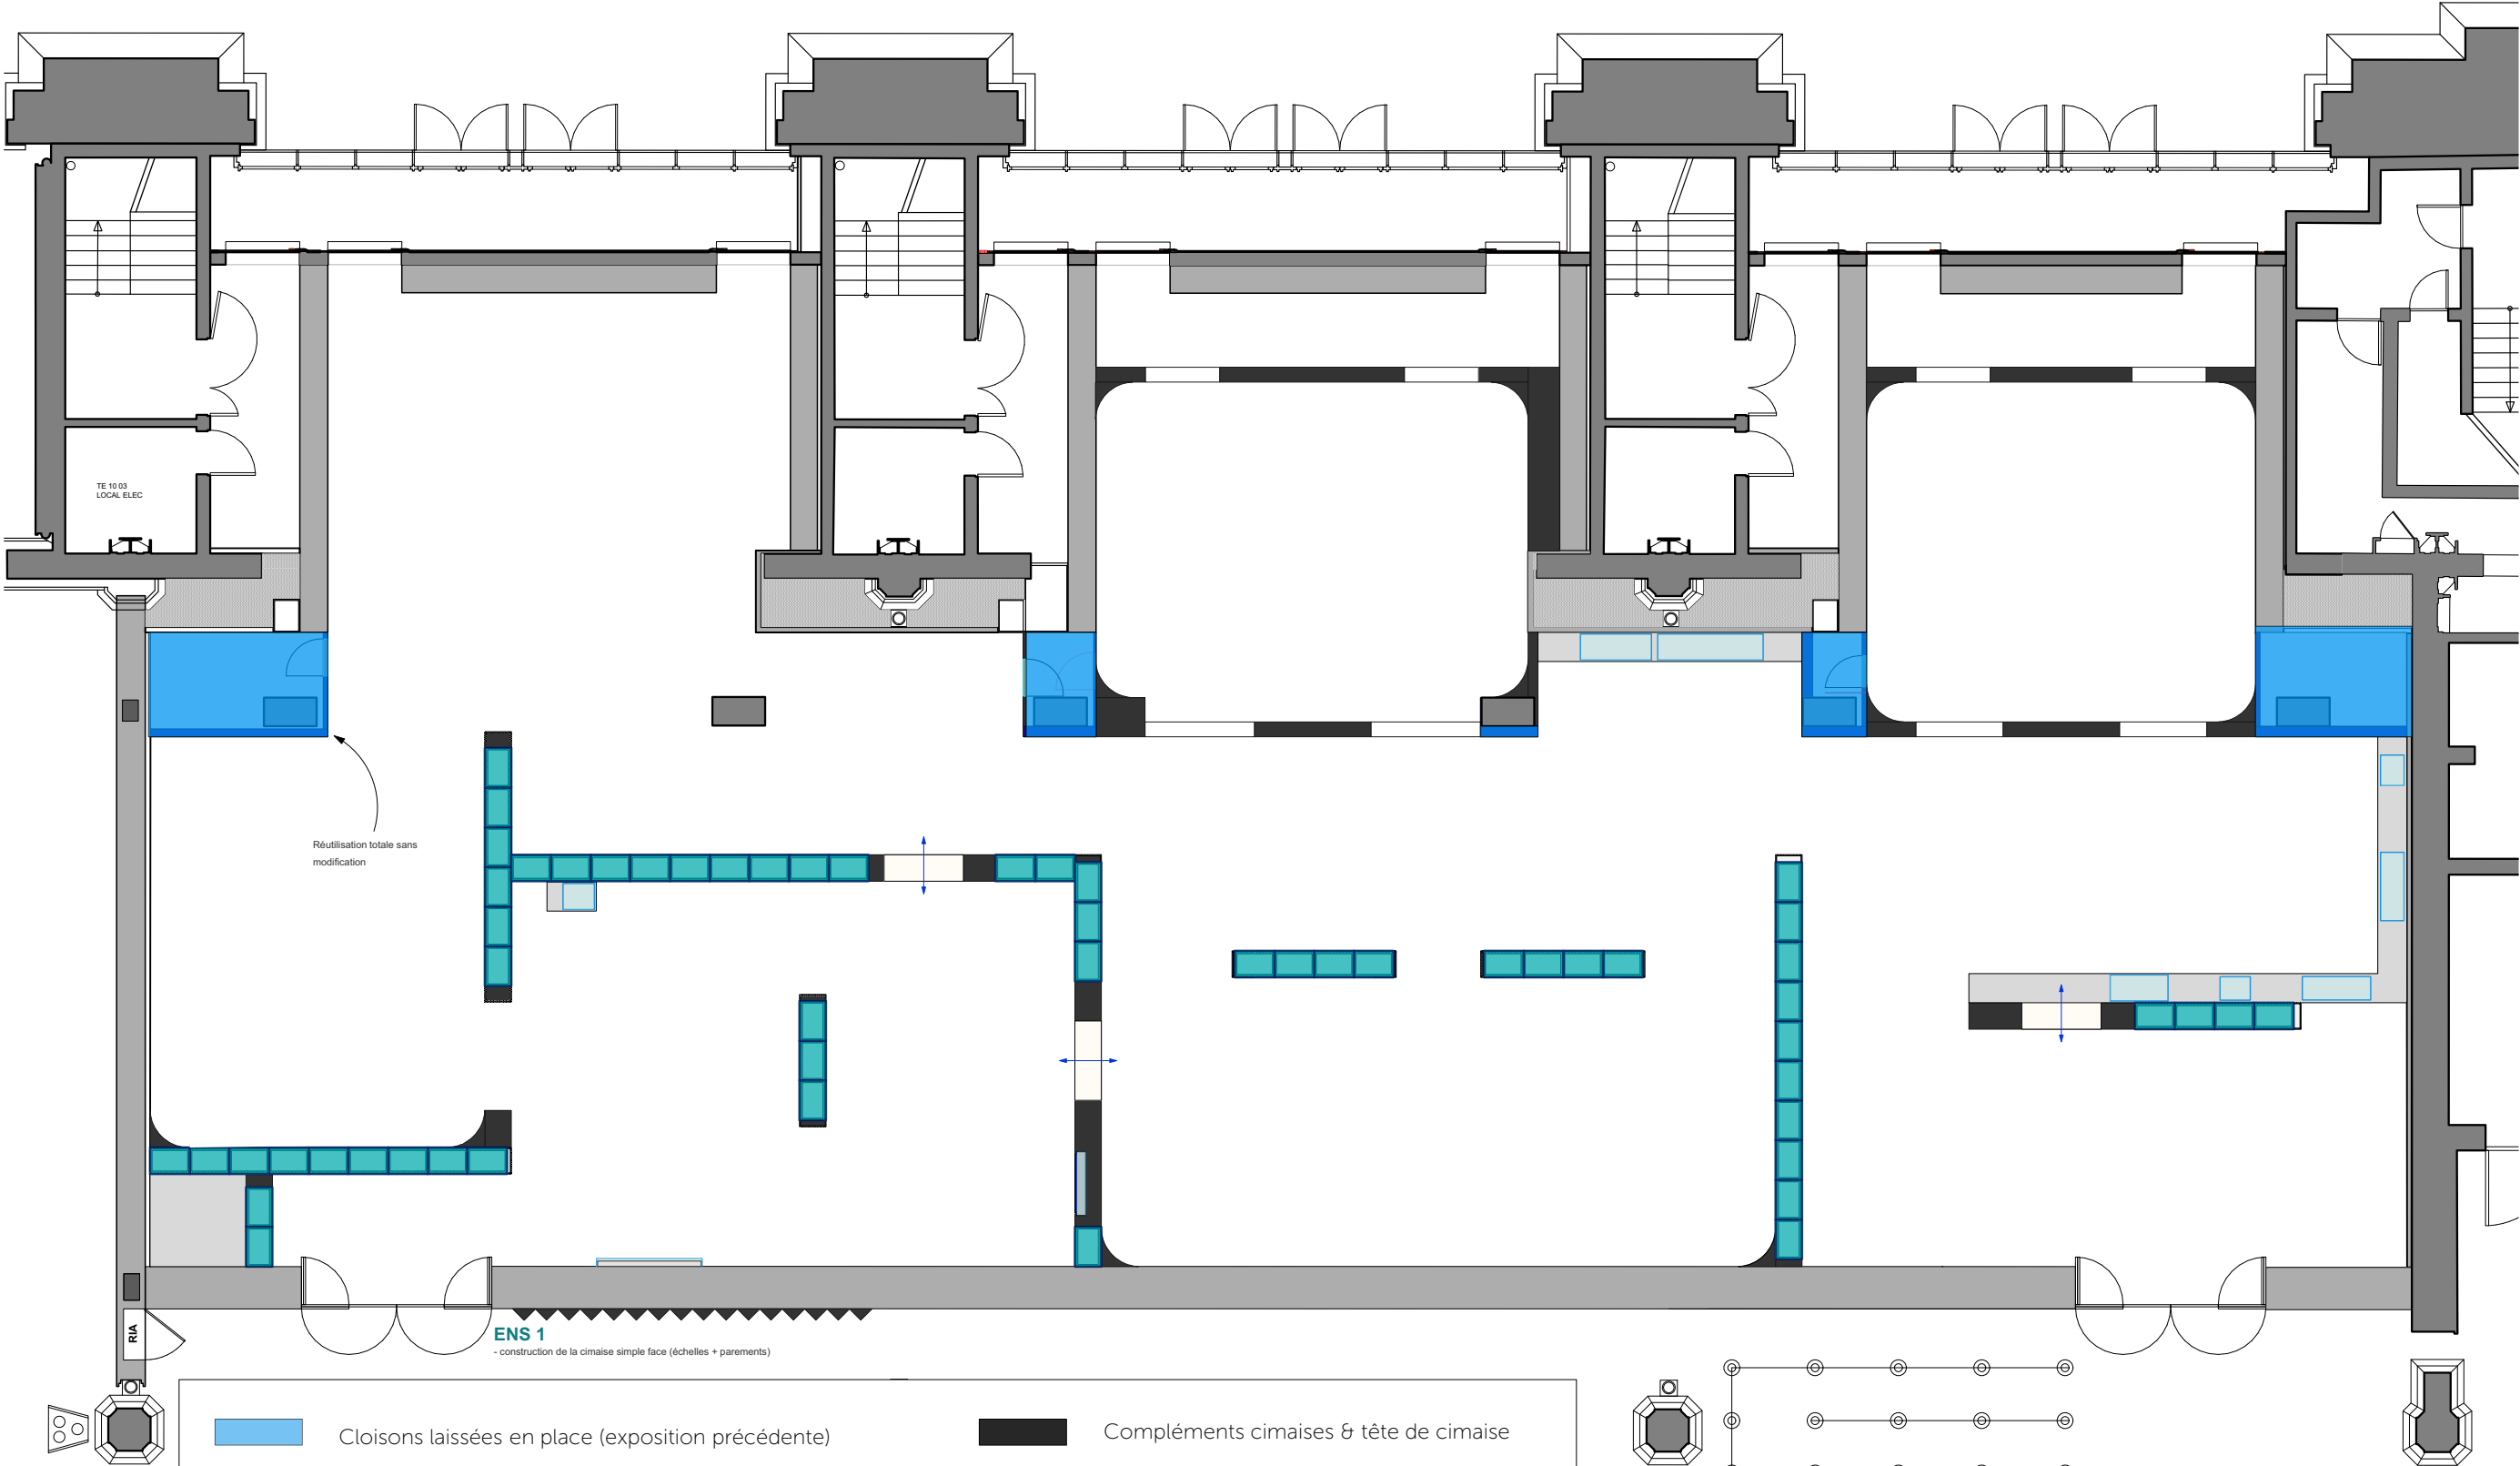 TE 10 03
LOCAL ELEC
Réutilisation totale sans
modification
RIA
ENS 1
- construction de la cimaise simple face (échelles + parements)
Cloisons laissées en place (exposition précédente)
Compléments cimaises & tête de cimaise